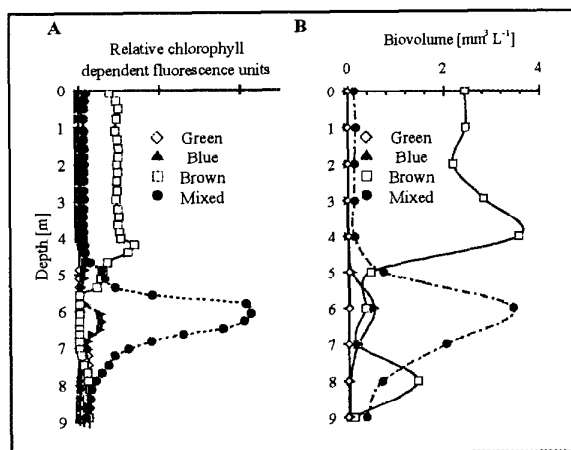 A
Relative chlorophyll
dependent fluorescence units
0
1
2
3
4
5
6
7
8
9
Depth [m]
Green
Blue
Brown
Mixed
B
Biovolume [mm³ L⁻¹]
0 2 4
0
1
2
3
4
5
6
7
8
9
Green
Blue
Brown
Mixed